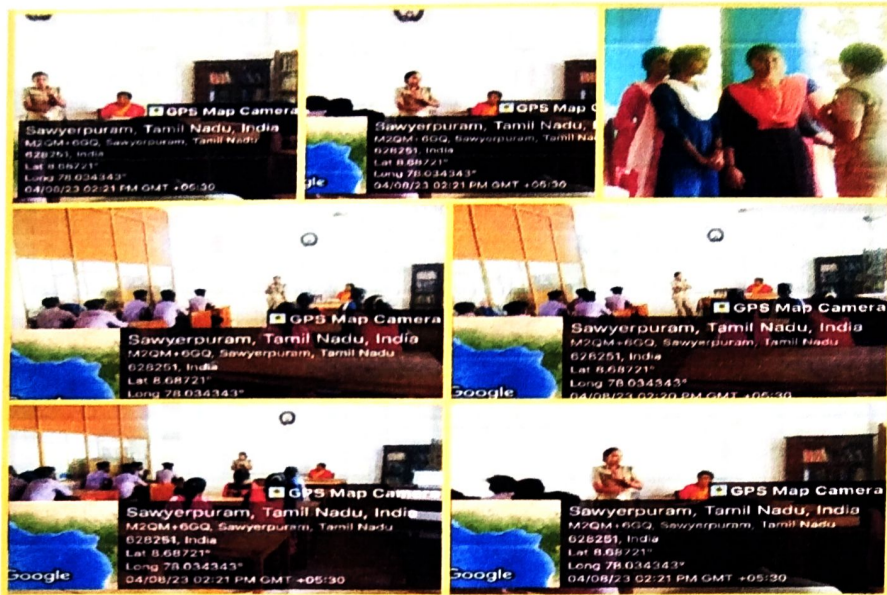 GPS Map Camera
Sawyerpuram, Tamil Nadu, India
M2QM+6GQ, Sawyerpuram, Tamil Nadu
628251, India
Lat 8.68721°
Long 78.034343°
04/08/23 02:21 PM GMT +05:30
GPS Map C
Sawyerpuram, Tamil Nadu,
M2QM+6GQ, Sawyerpuram, Tamil Na
628251, India
Lat 8.68721°
Long 78.034343°
04/08/23 02:21 PM GMT +05:30
gle
GPS Map Camera
Sawyerpuram, Tamil Nadu, India
M2QM+6GQ, Sawyerpuram, Tamil Nadu
628251, India
Lat 8.68721°
Long 78.034343°
GPS Map Camera
Sawyerpuram, Tamil Nadu, India
M2QM+6GQ, Sawyerpuram, Tamil Nadu
628251, India
Lat 8.68721°
Long 78.034343°
04/08/23 02:20 PM GMT +05:30
Google
GPS Map Camera
Sawyerpuram, Tamil Nadu, India
M2QM+6GQ, Sawyerpuram, Tamil Nadu
628251, India
Lat 8.68721°
Long 78.034343°
04/08/23 02:21 PM GMT +05:30
Google
GPS Map Camera
Sawyerpuram, Tamil Nadu, India
M2QM+6GQ, Sawyerpuram, Tamil Nadu
628251, India
Lat 8.68721°
Long 78.034343°
04/08/23 02:21 PM GMT +05:30
Google